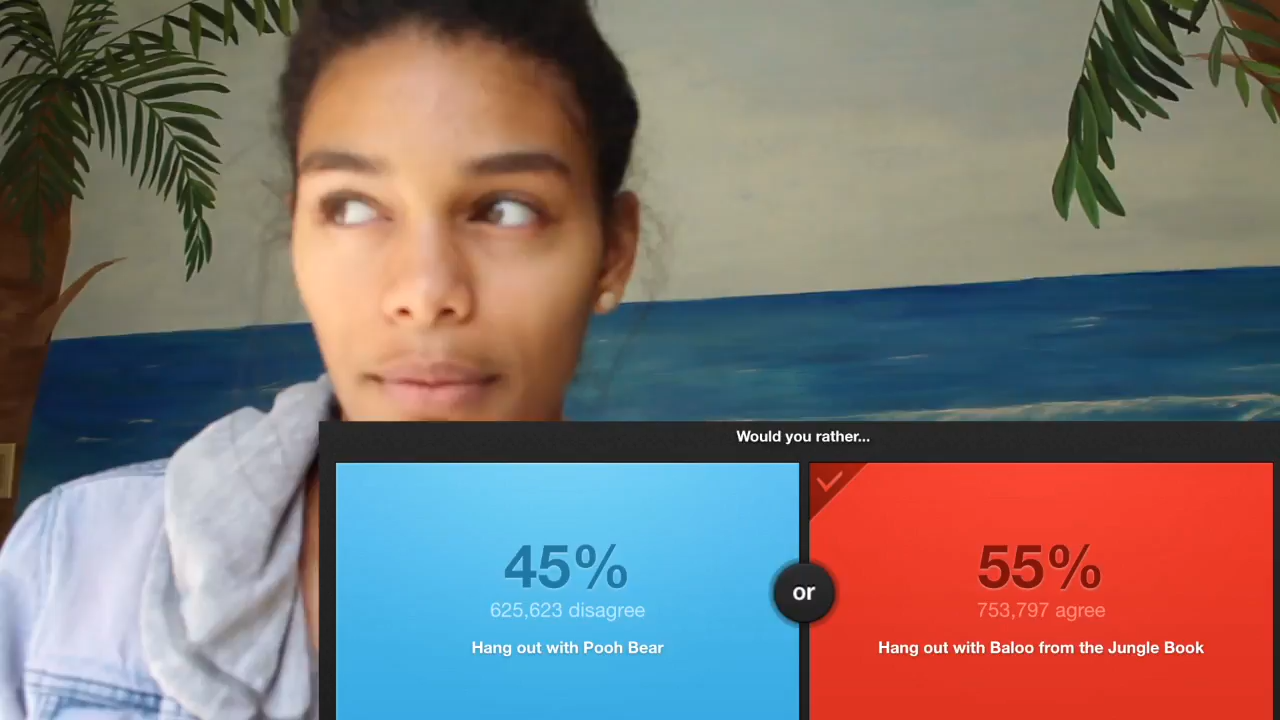 Would you rather...
45%
625,623 disagree
Hang out with Pooh Bear
or
55%
753,797 agree
Hang out with Baloo from the Jungle Book